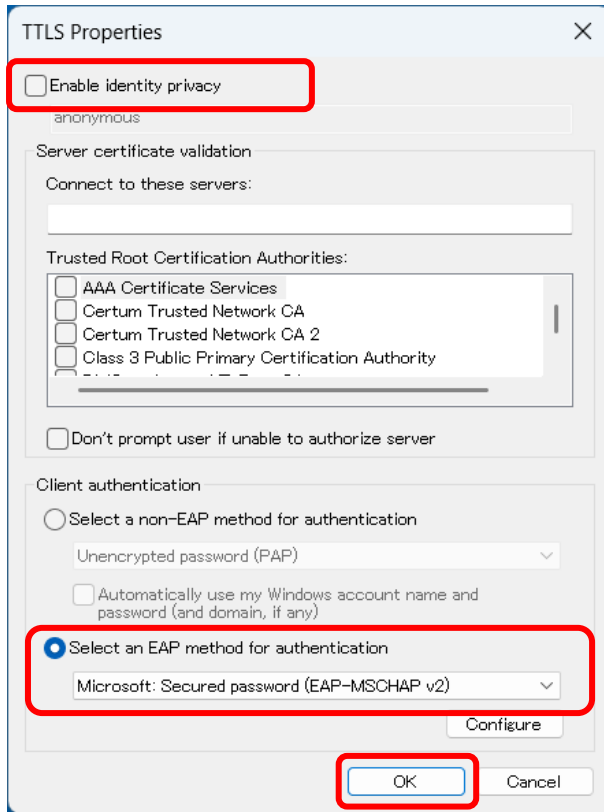 TTLS Properties
Enable identity privacy
anonymous
Server certificate validation
Connect to these servers:
Trusted Root Certification Authorities:
AAA Certificate Services
Certum Trusted Network CA
Certum Trusted Network CA 2
Class 3 Public Primary Certification Authority
Don't prompt user if unable to authorize server
Client authentication
Select a non-EAP method for authentication
Unencrypted password (PAP)
Automatically use my Windows account name and
password (and domain, if any)
Select an EAP method for authentication
Microsoft: Secured password (EAP-MSCHAP v2)
Configure
OK Cancel